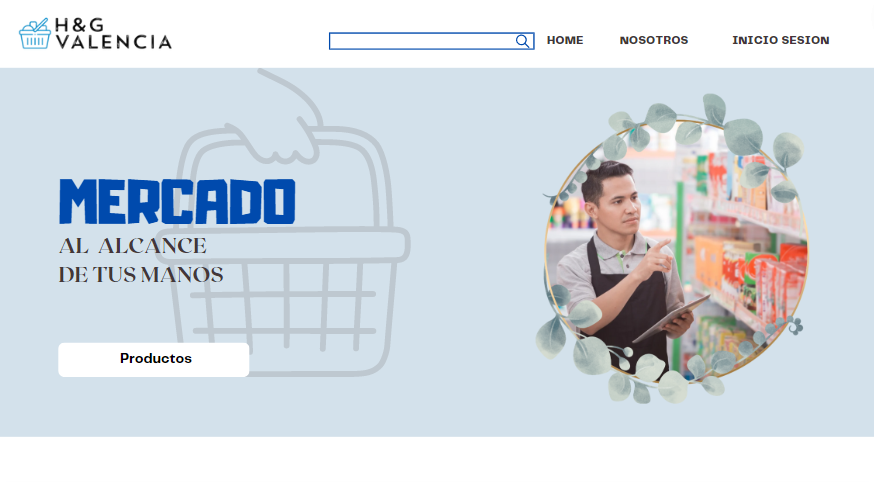 H&G
VALENCIA
HOME
NOSOTROS
INICIO SESION
MERCADO
AL ALCANCE
DE TUS MANOS
Productos